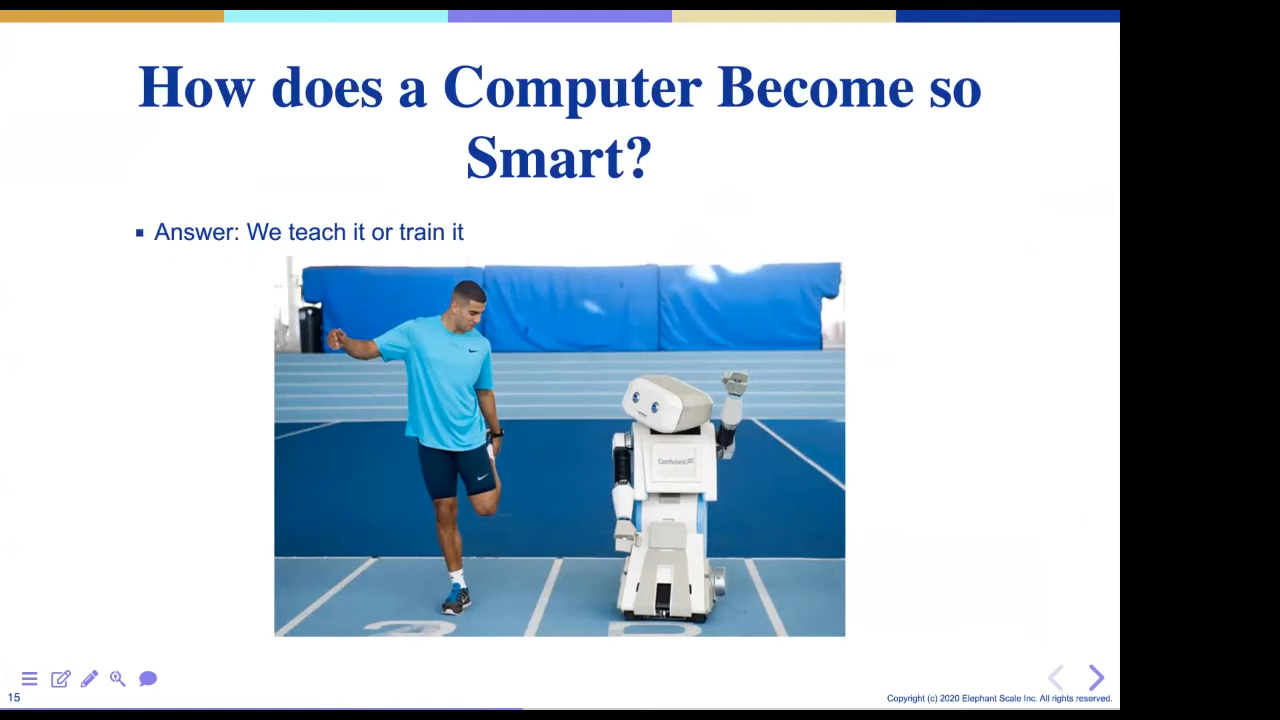 How does a Computer Become so
Smart?
Answer: We teach it or train it
Confused
15
Copyright (c) 2020 Elephant Scale Inc. All rights reserved.